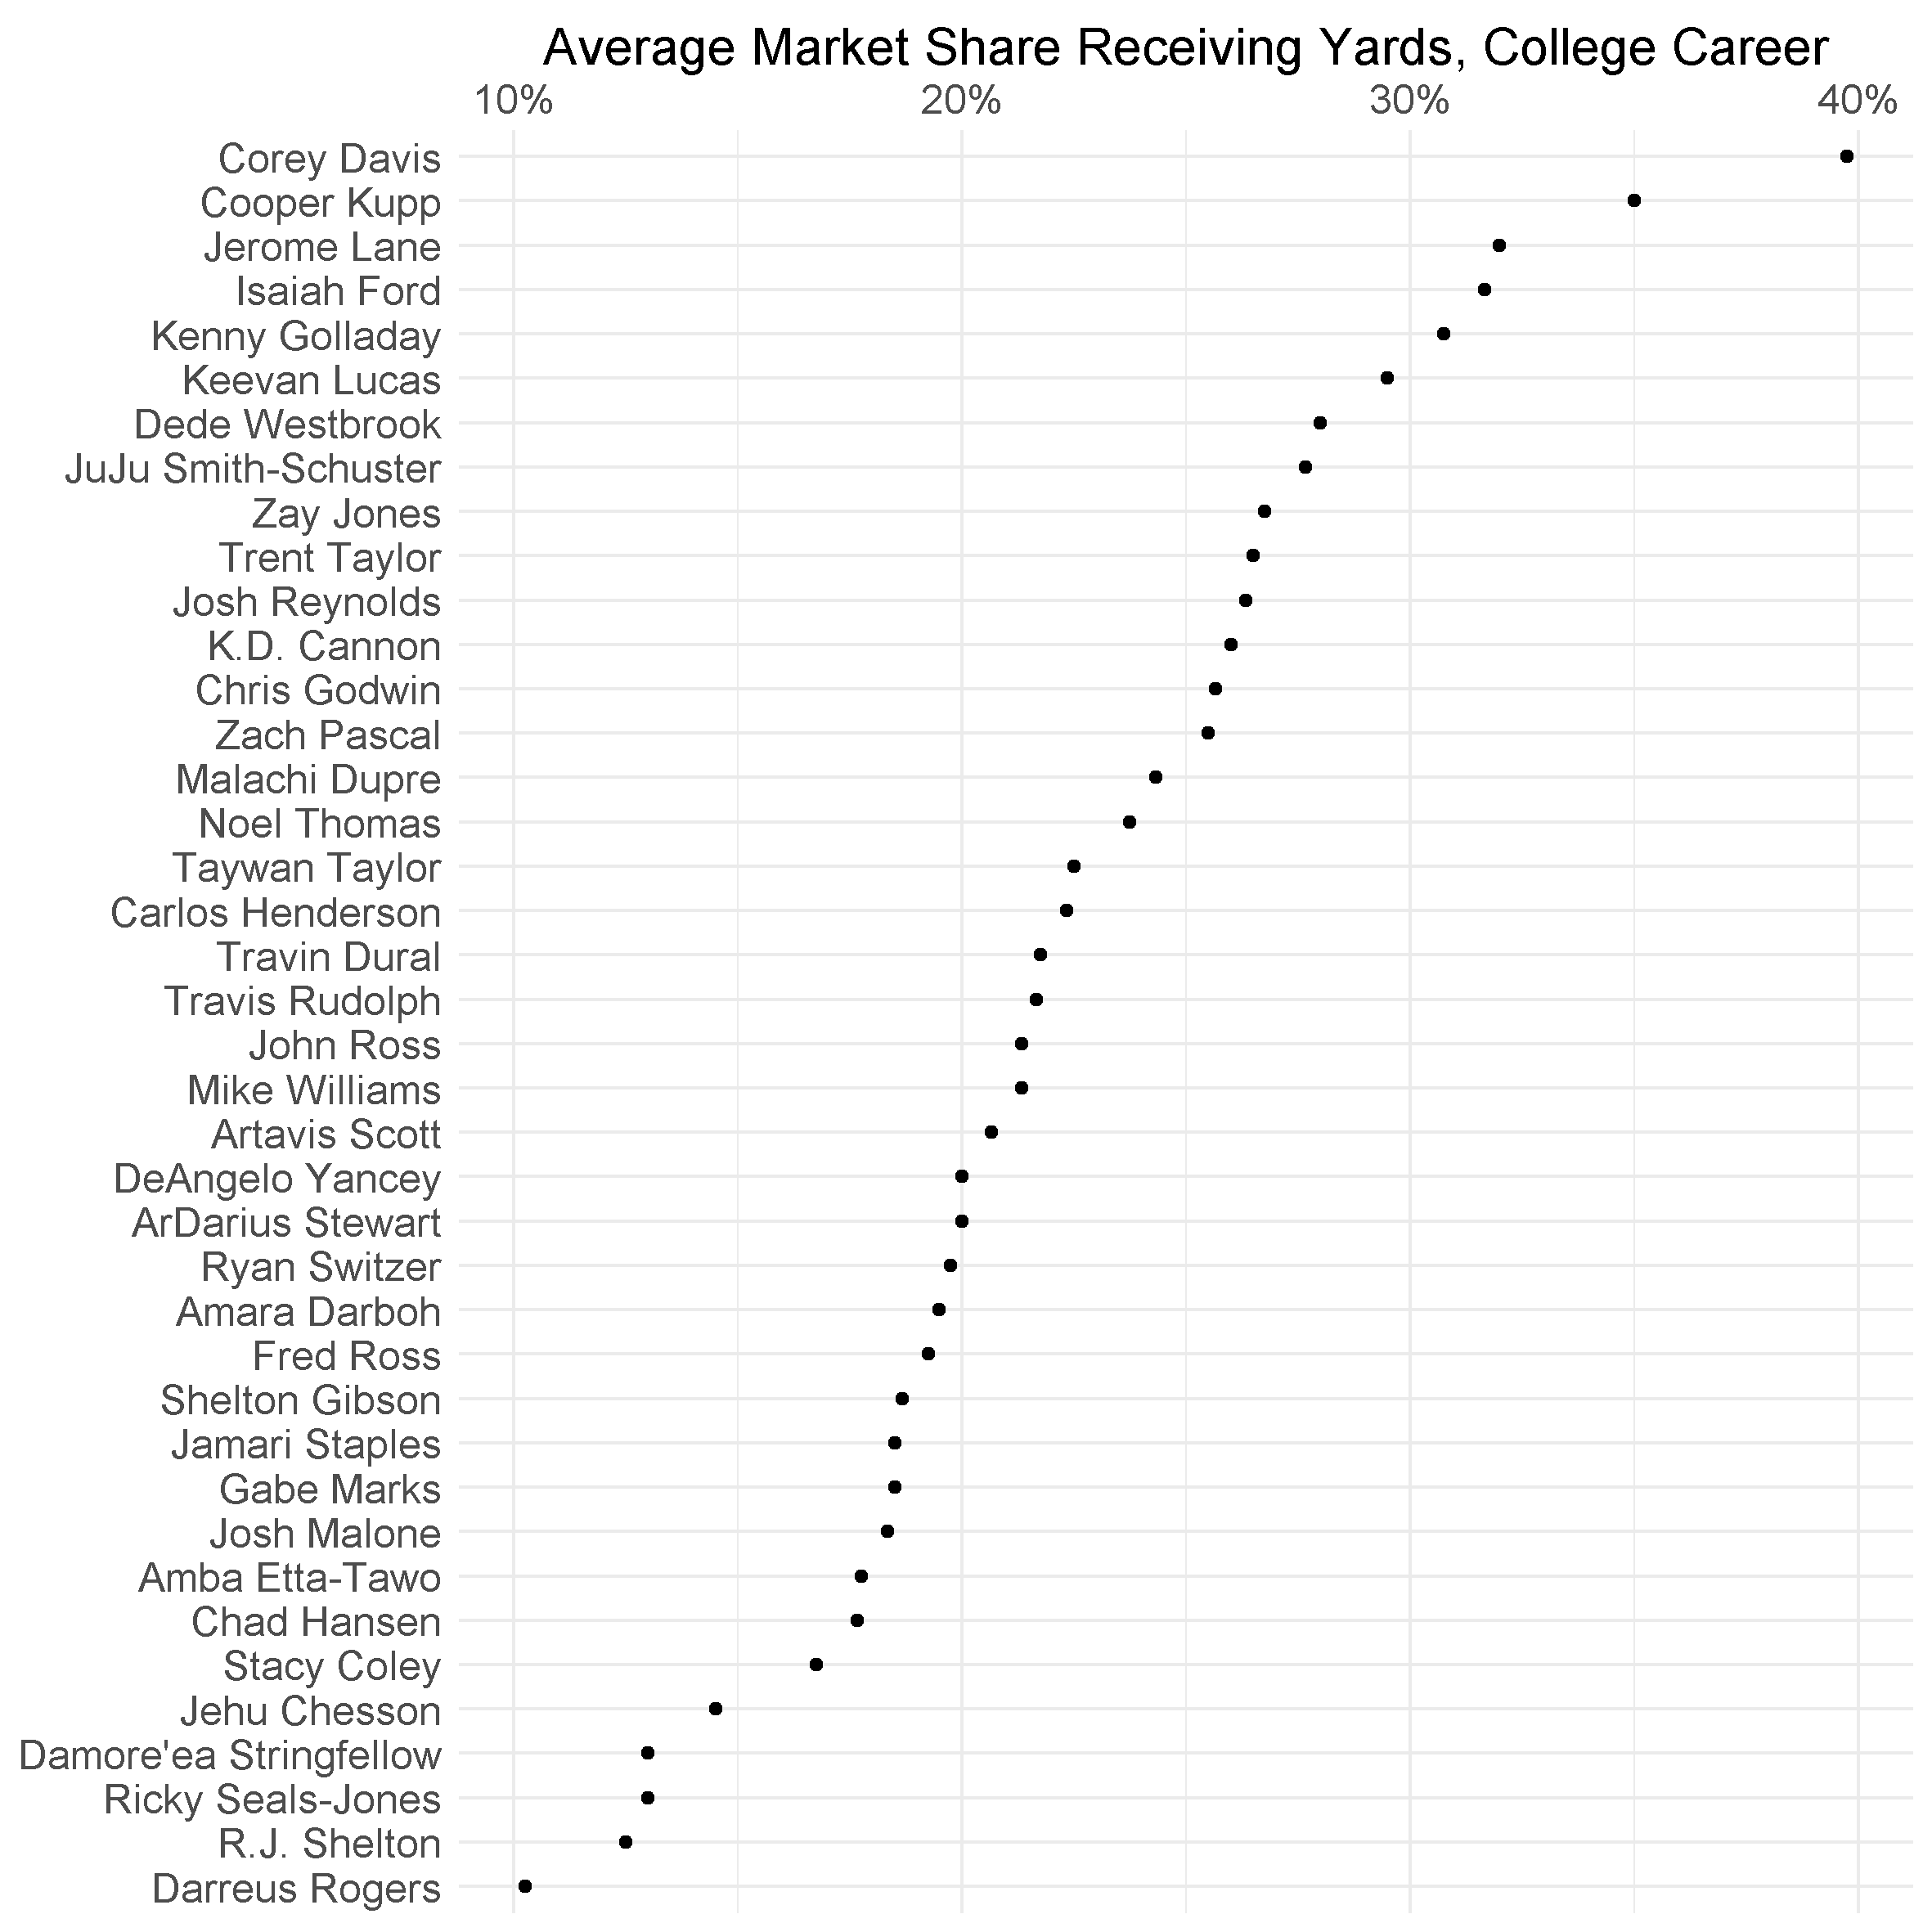 Average Market Share Receiving Yards, College Career
10% 20% 30% 40%
Corey Davis
Cooper Kupp
Jerome Lane
Isaiah Ford
Kenny Golladay
Keevan Lucas
Dede Westbrook
JuJu Smith-Schuster
Zay Jones
Trent Taylor
Josh Reynolds
K.D. Cannon
Chris Godwin
Zach Pascal
Malachi Dupre
Noel Thomas
Taywan Taylor
Carlos Henderson
Travin Dural
Travis Rudolph
John Ross
Mike Williams
Artavis Scott
DeAngelo Yancey
ArDarius Stewart
Ryan Switzer
Amara Darboh
Fred Ross
Shelton Gibson
Jamari Staples
Gabe Marks
Josh Malone
Amba Etta-Tawo
Chad Hansen
Stacy Coley
Jehu Chesson
Damore'ea Stringfellow
Ricky Seals-Jones
R.J. Shelton
Darreus Rogers